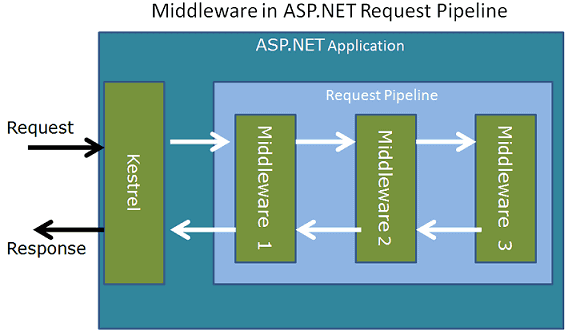 Middleware in ASP.NET Request Pipeline
ASP.NET Application
Request Pipeline
Request
Response
Kestrel
Middleware 1
Middleware 2
Middleware 3